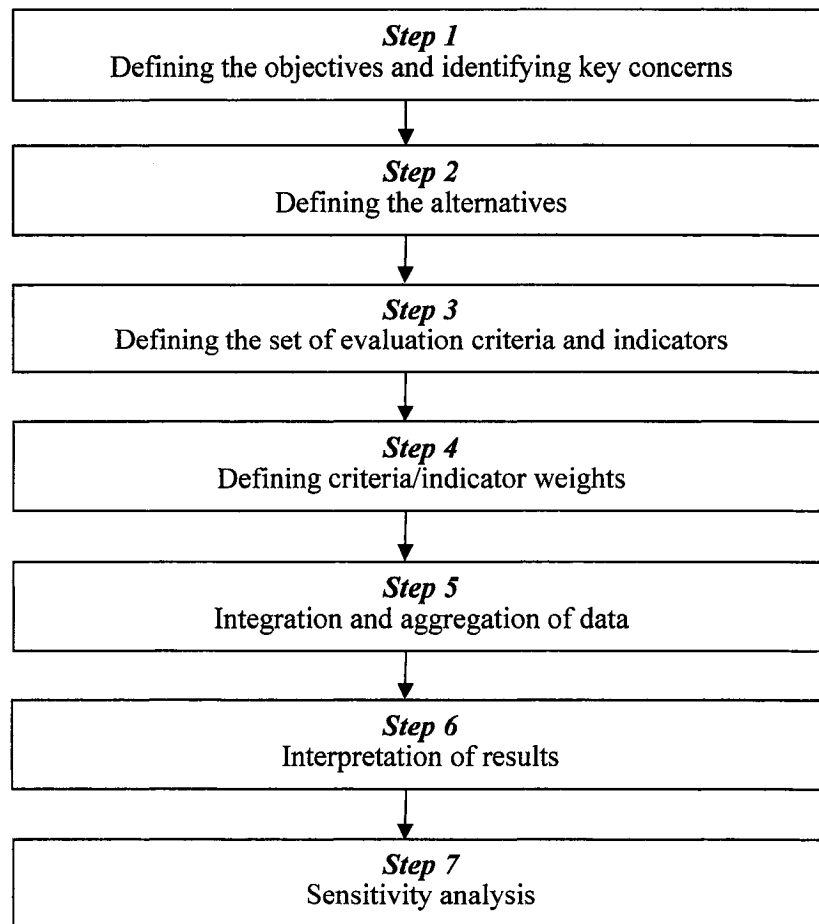 Step 1
Defining the objectives and identifying key concerns
Step 2
Defining the alternatives
Step 3
Defining the set of evaluation criteria and indicators
Step 4
Defining criteria/indicator weights
Step 5
Integration and aggregation of data
Step 6
Interpretation of results
Step 7
Sensitivity analysis